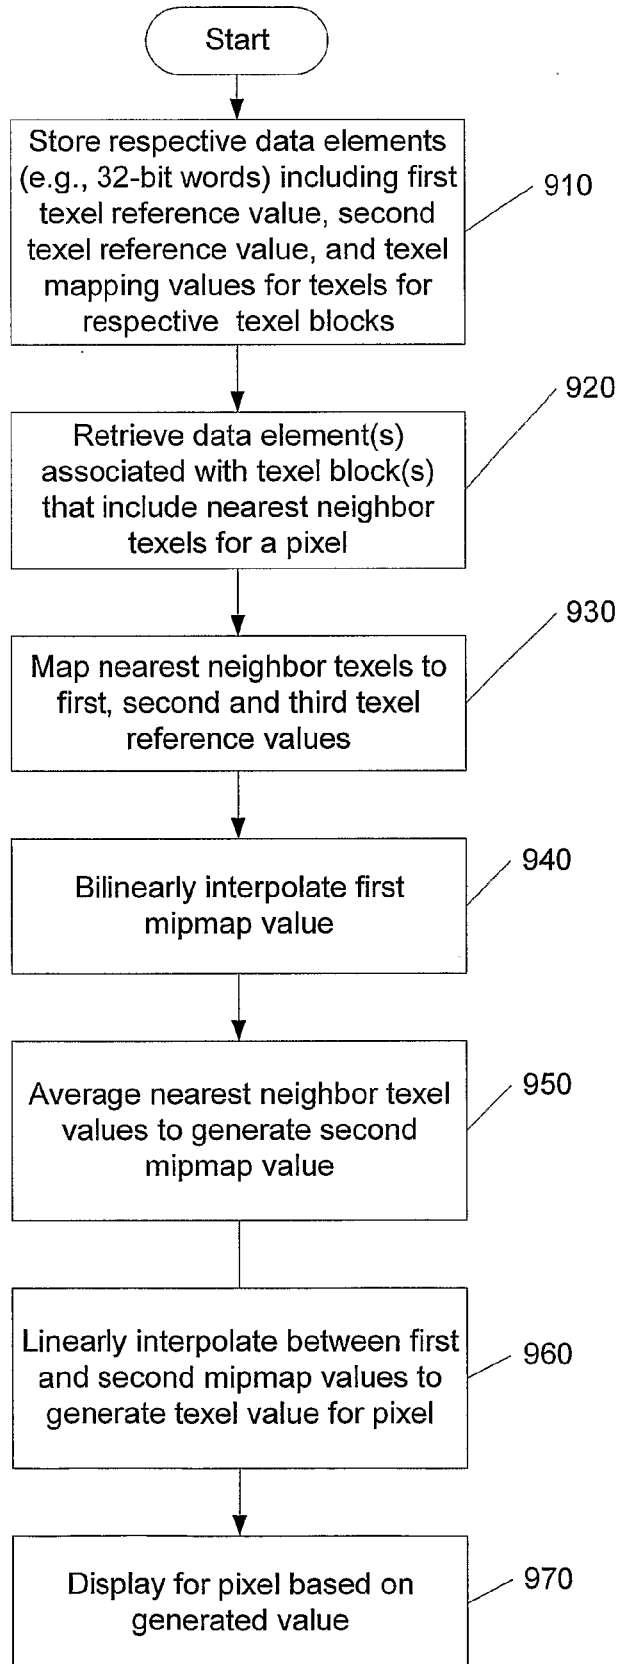 Start
Store respective data elements
(e.g., 32-bit words) including first
texel reference value, second
texel reference value, and texel
mapping values for texels for
respective texel blocks
910
Retrieve data element(s)
associated with texel block(s)
that include nearest neighbor
texels for a pixel
920
Map nearest neighbor texels to
first, second and third texel
reference values
930
Bilinearly interpolate first
mipmap value
940
Average nearest neighbor texel
values to generate second
mipmap value
950
Linearly interpolate between first
and second mipmap values to
generate texel value for pixel
960
Display for pixel based on
generated value
970